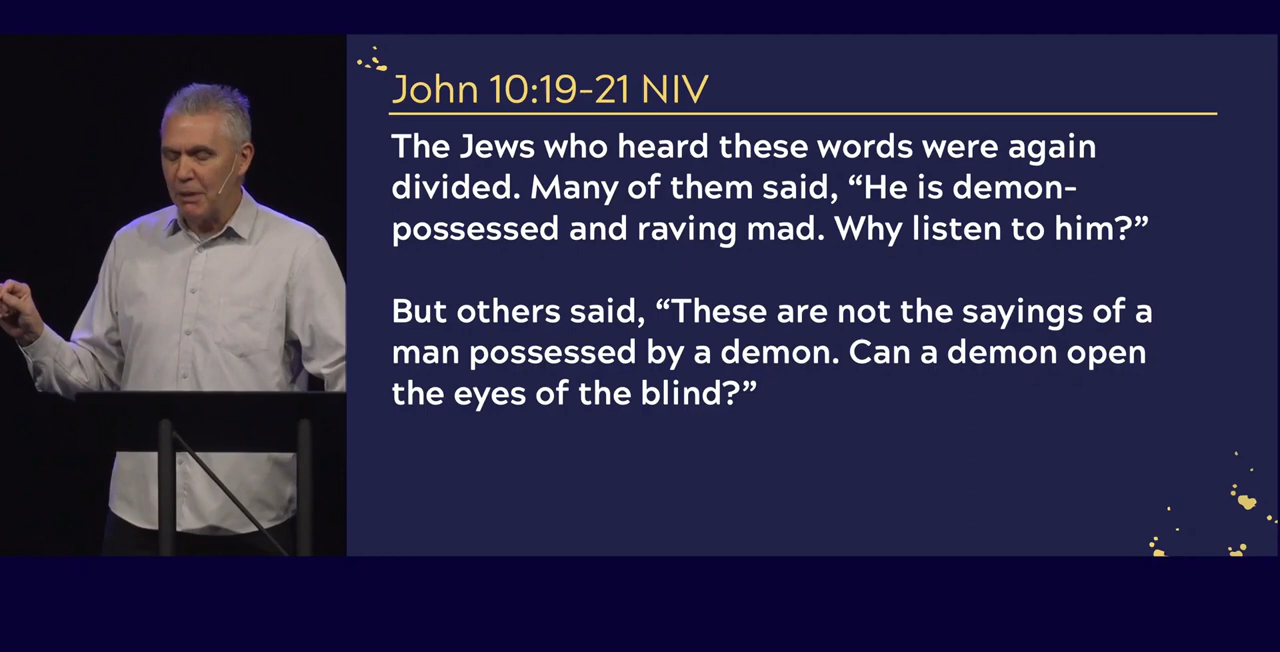 John 10:19-21 NIV
The Jews who heard these words were again
divided. Many of them said, “He is demon-
possessed and raving mad. Why listen to him?”
But others said, “These are not the sayings of a
man possessed by a demon. Can a demon open
the eyes of the blind?”